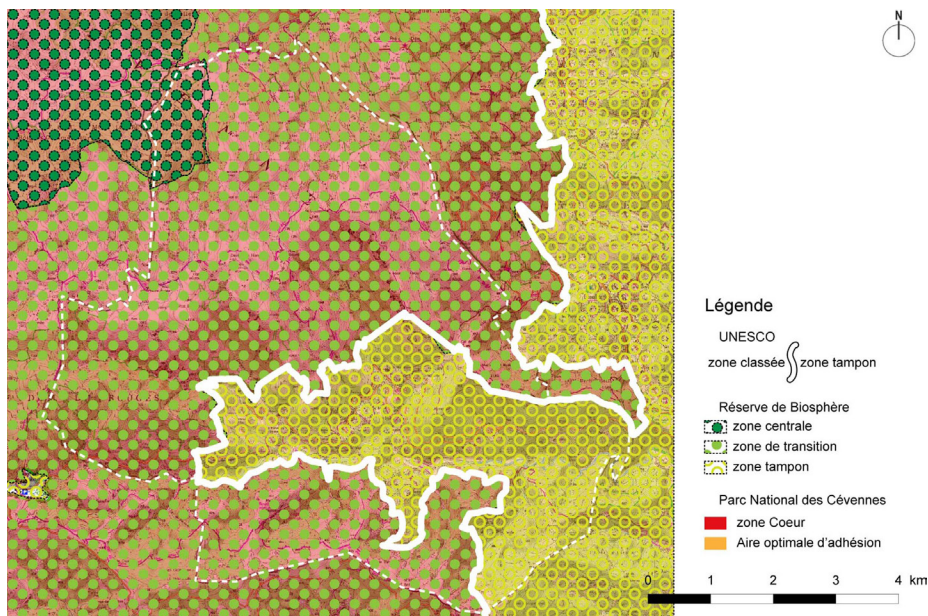 N
Légende
UNESCO
zone classée zone tampon
Réserve de Biosphère
zone centrale
zone de transition
zone tampon
Parc National des Cévennes
zone Coeur
Aire optimale d'adhésion
0 1 2 3 4 km